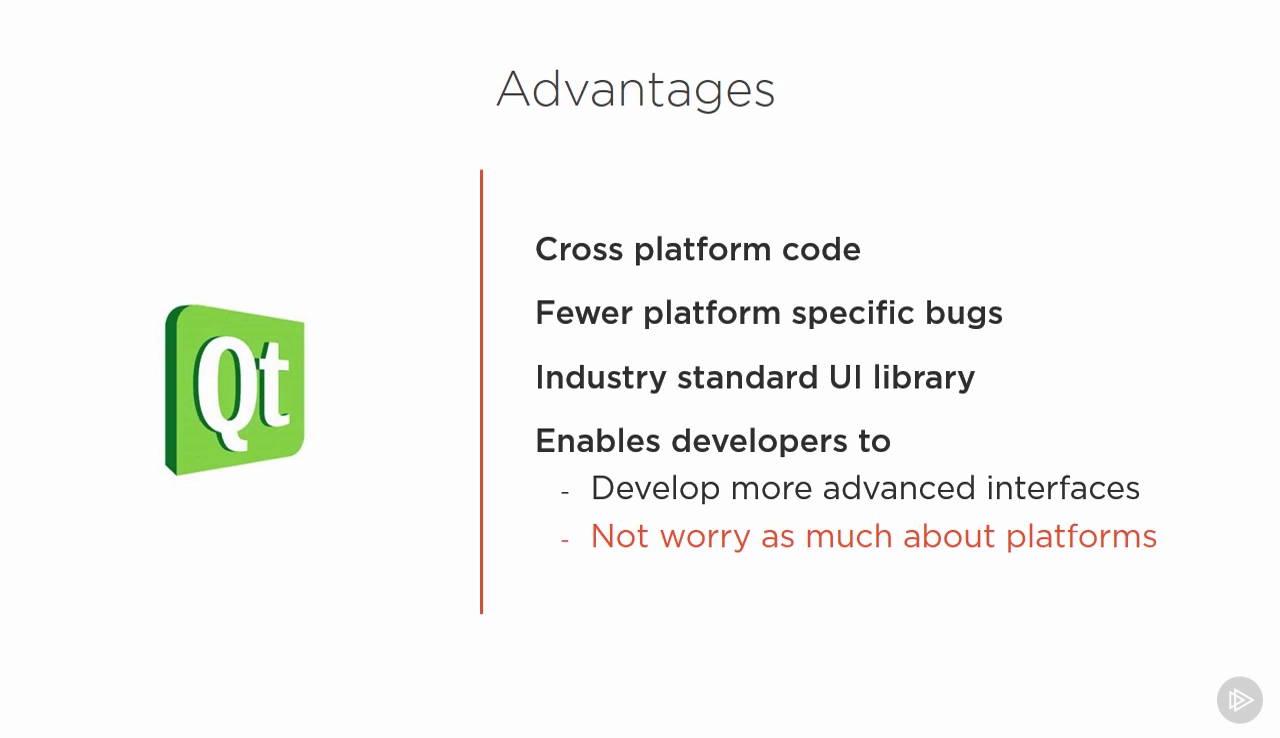 Advantages
Qt
Cross platform code
Fewer platform specific bugs
Industry standard UI library
Enables developers to
- Develop more advanced interfaces
- Not worry as much about platforms